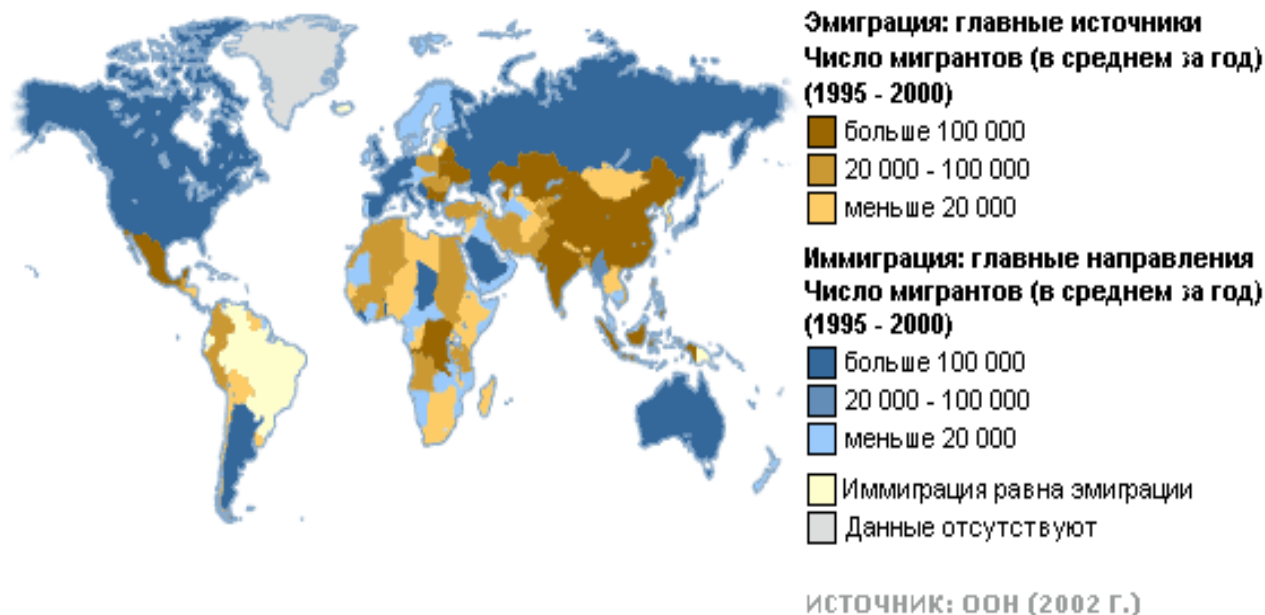 Эмиграция: главные источники
Число мигрантов (в среднем за год)
(1995 - 2000)
больше 100 000
20 000 - 100 000
меньше 20 000
Иммиграция: главные направления
Число мигрантов (в среднем за год)
(1995 - 2000)
больше 100 000
20 000 - 100 000
меньше 20 000
Иммиграция равна эмиграции
Данные отсутствуют
ИСТОЧНИК: ООН (2002 Г.)